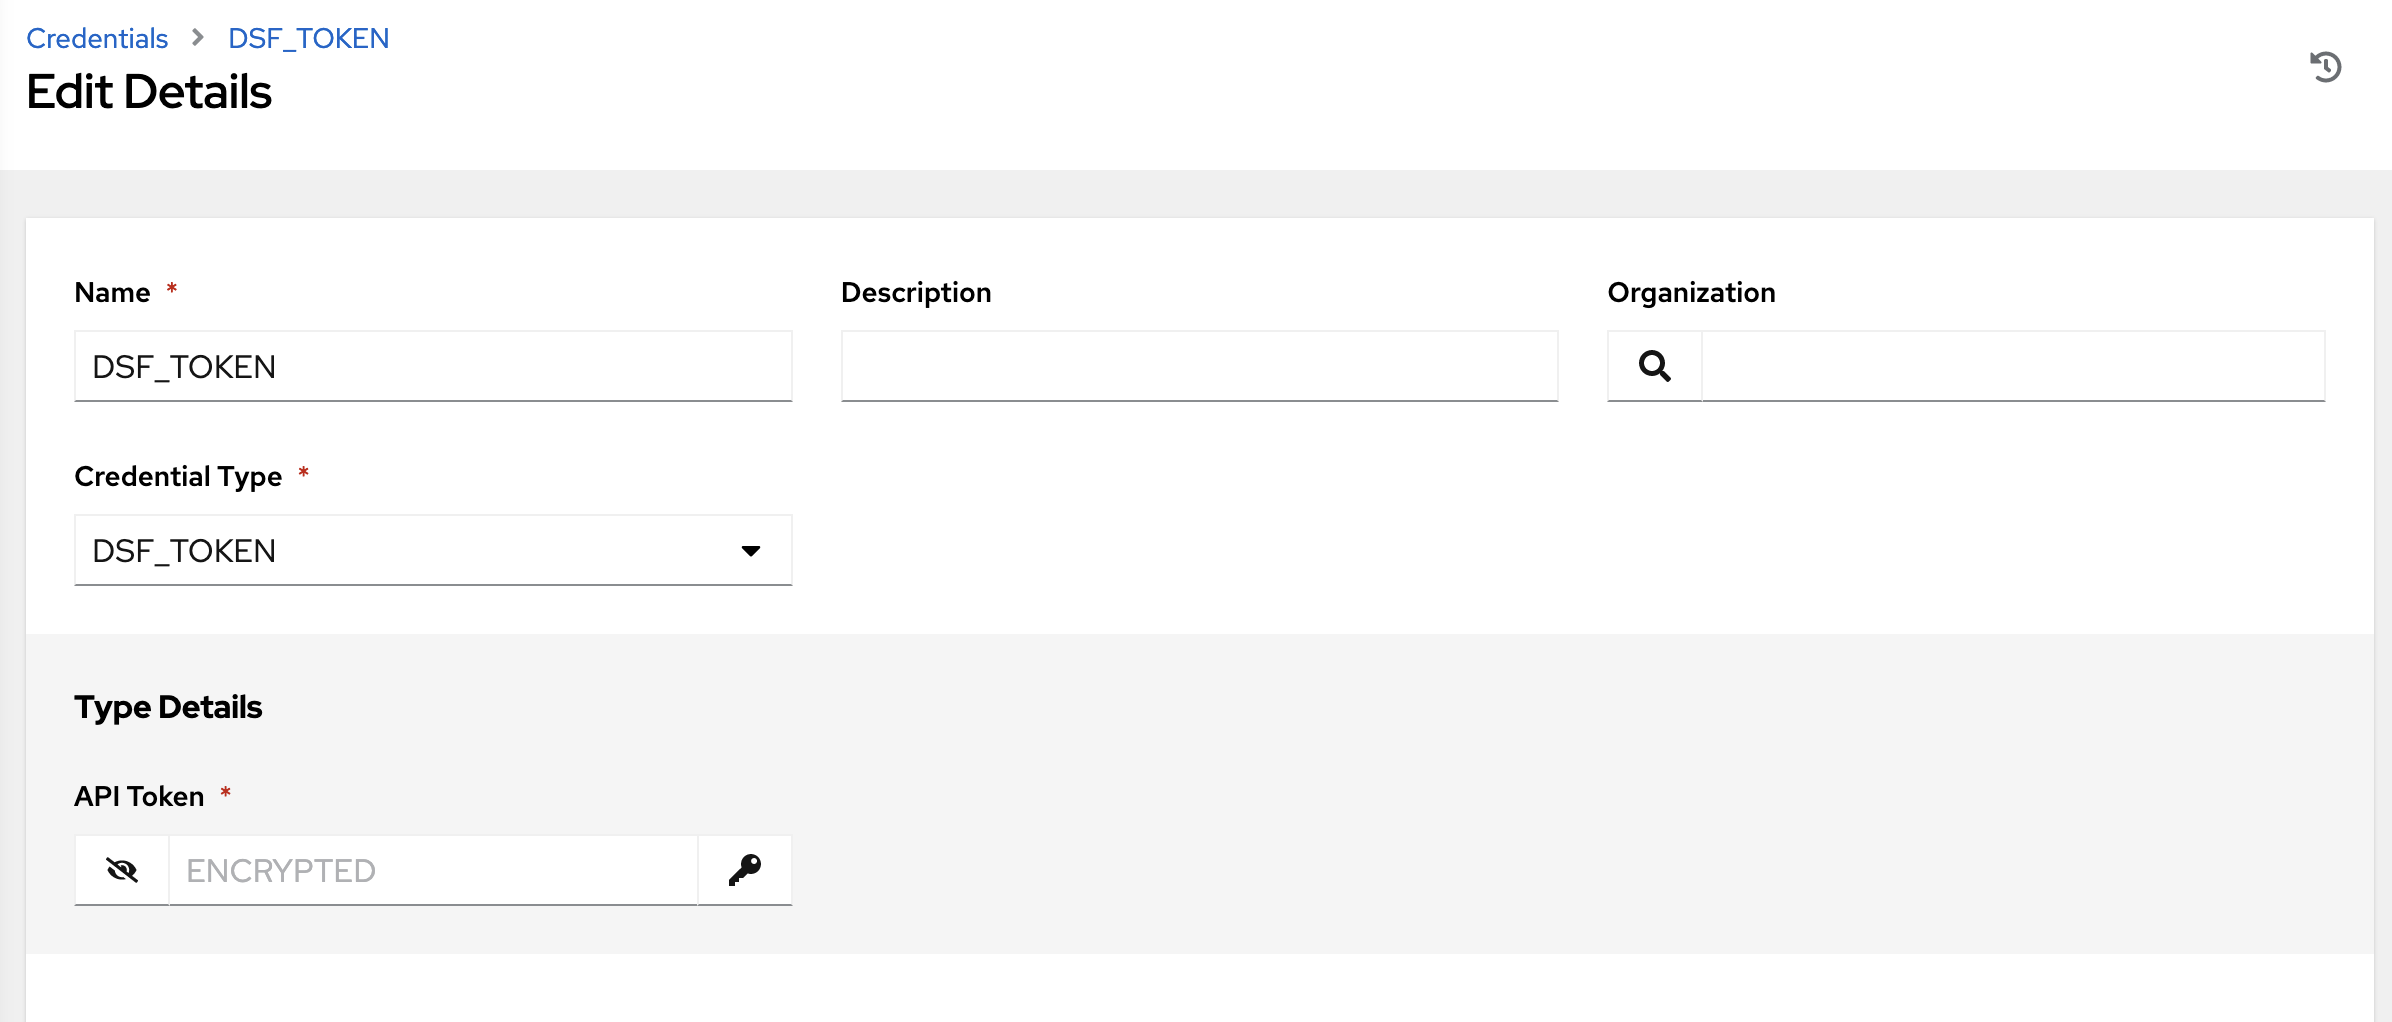 Credentials > DSF_TOKEN
Edit Details
Name *
Description
Organization
DSF_TOKEN
Credential Type *
DSF_TOKEN
Type Details
API Token *
ENCRYPTED